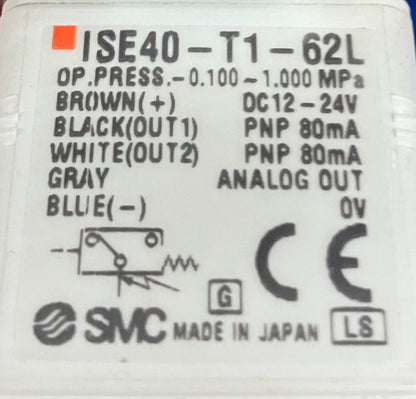 ISE40-T1-62L
OP.PRESS.-0.100~1.000 MPa
BROWN(+) DC12-24V
BLACK(OUT1) PNP 80mA
WHITE(OUT2) PNP 80mA
GRAY ANALOG OUT
BLUE(-) 0V
CE
G
SMC MADE IN JAPAN LS